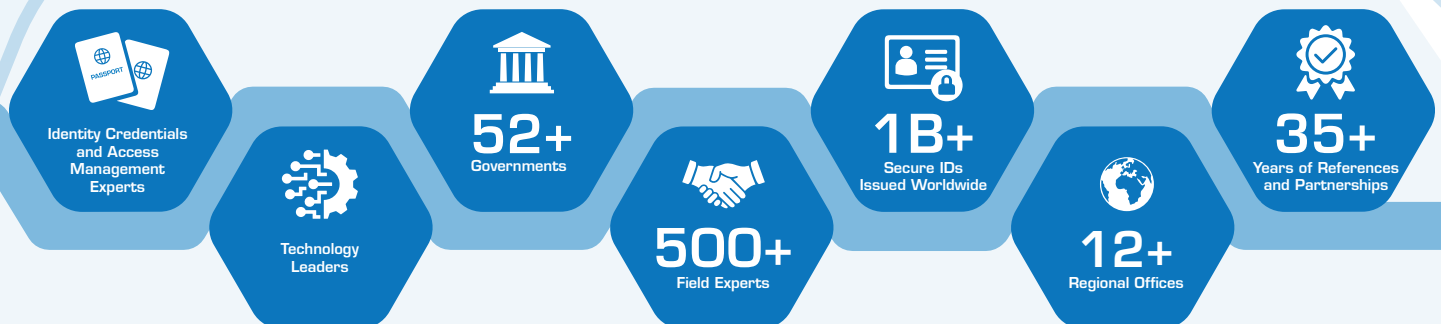 PASSPORT
Identity Credentials
and Access
Management
Experts
Technology
Leaders
52+
Governments
500+
Field Experts
1B+
Secure IDs
Issued Worldwide
12+
Regional Offices
35+
Years of References
and Partnerships